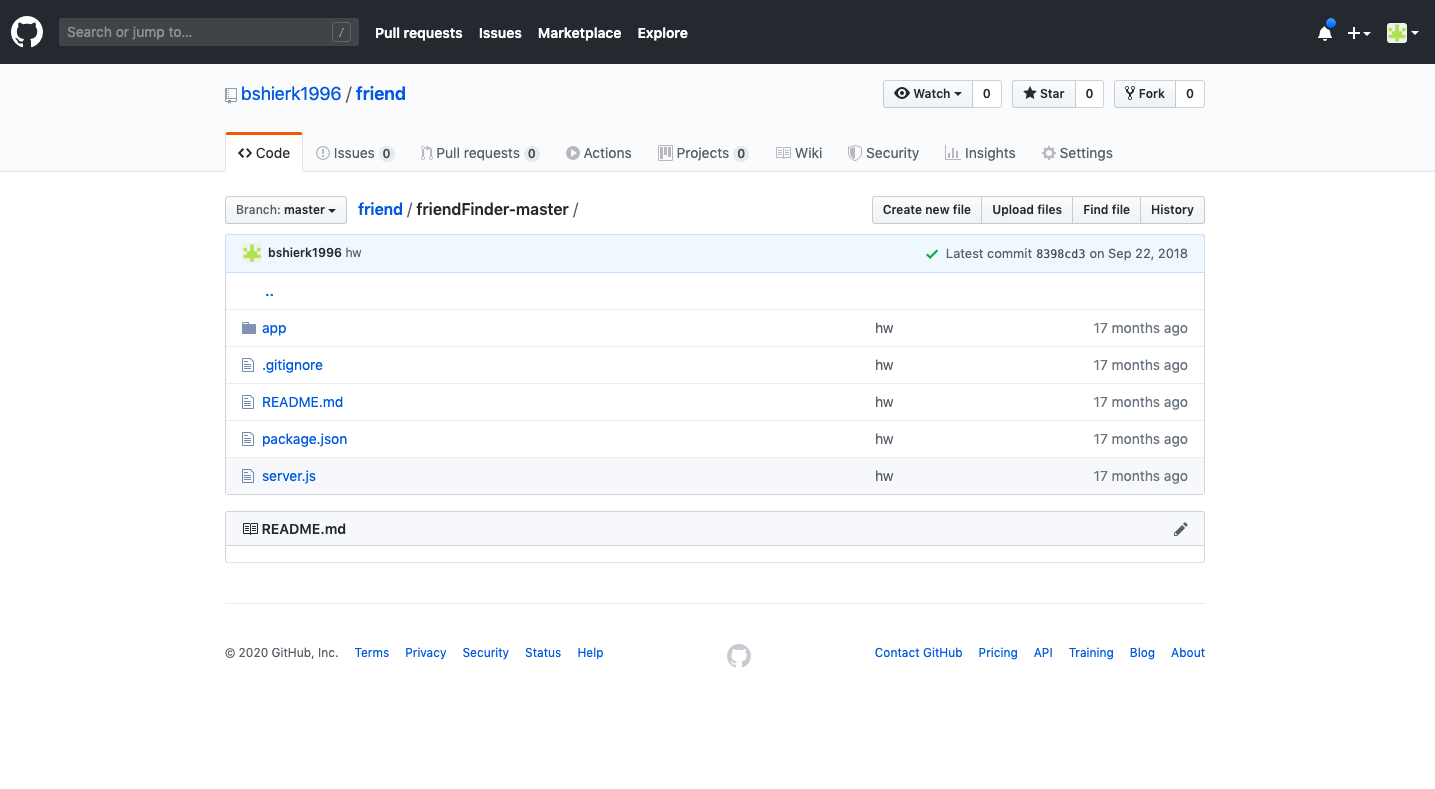 Search or jump to... / Pull requests Issues Marketplace Explore
bshierk1996 / friend Watch 0 Star 0 Fork 0
Code Issues 0 Pull requests 0 Actions Projects 0 Wiki Security Insights Settings
Branch: master friend / friendFinder-master / Create new file Upload files Find file History
bshierk1996 hw Latest commit 8398cd3 on Sep 22, 2018
..
app hw 17 months ago
.gitignore hw 17 months ago
README.md hw 17 months ago
package.json hw 17 months ago
server.js hw 17 months ago
README.md
© 2020 GitHub, Inc. Terms Privacy Security Status Help Contact GitHub Pricing API Training Blog About